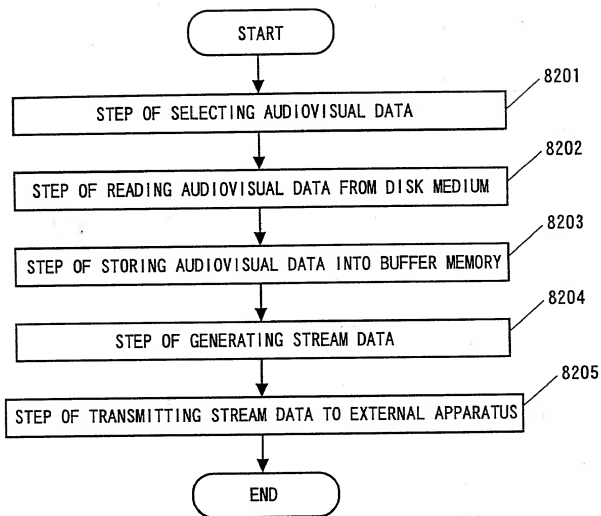 START
8201
STEP OF SELECTING AUDIOVISUAL DATA
8202
STEP OF READING AUDIOVISUAL DATA FROM DISK MEDIUM
8203
STEP OF STORING AUDIOVISUAL DATA INTO BUFFER MEMORY
8204
STEP OF GENERATING STREAM DATA
8205
STEP OF TRANSMITTING STREAM DATA TO EXTERNAL APPARATUS
END